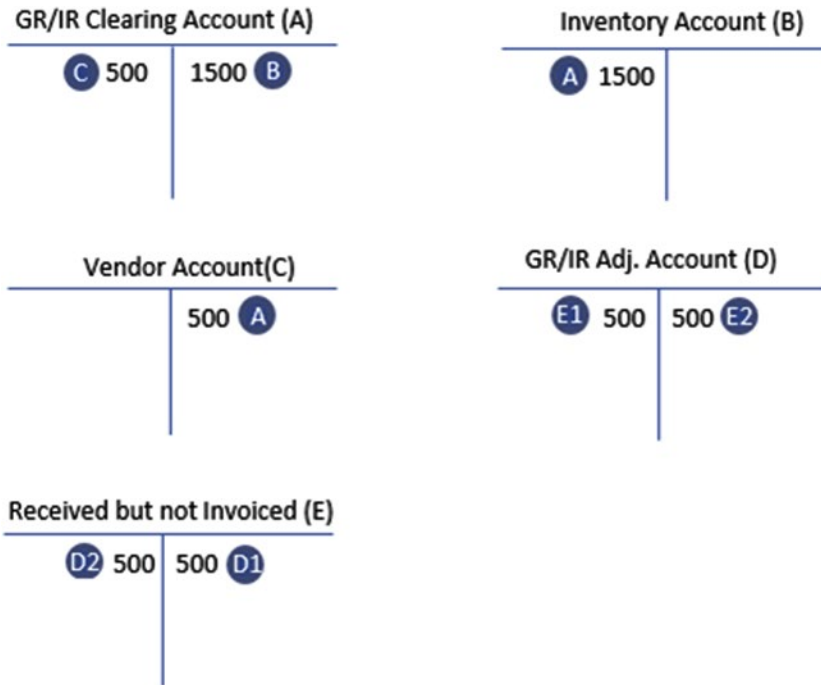 GR/IR Clearing Account (A)
C 500 1500 B
Inventory Account (B)
A 1500
Vendor Account(C)
500 A
GR/IR Adj. Account (D)
E1 500 500 E2
Received but not Invoiced (E)
D2 500 500 D1